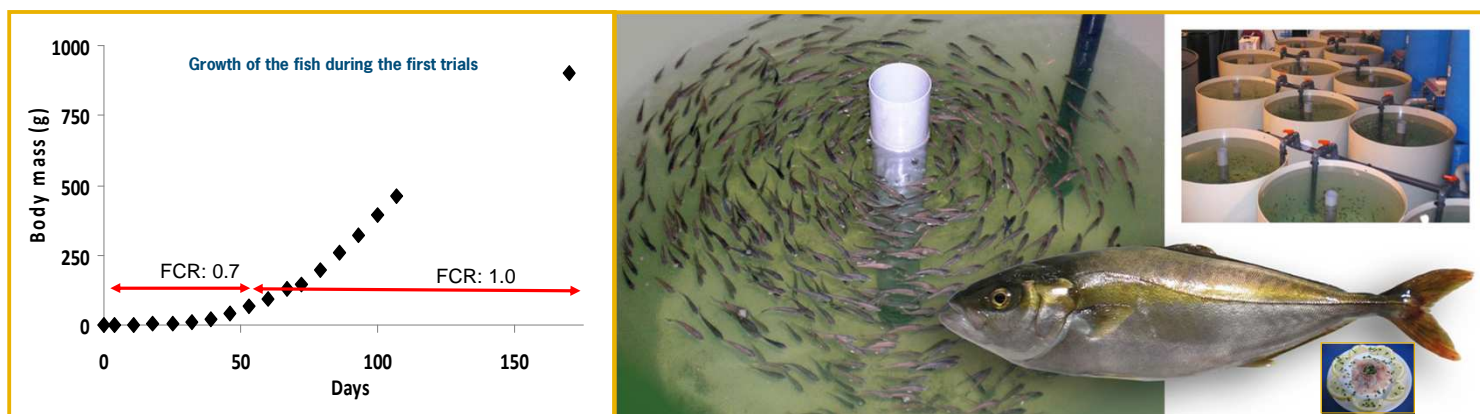 Growth of the fish during the first trials
Body mass (g)
1000
750
500
250
0
FCR: 0.7
FCR: 1.0
0
50
100
150
Days